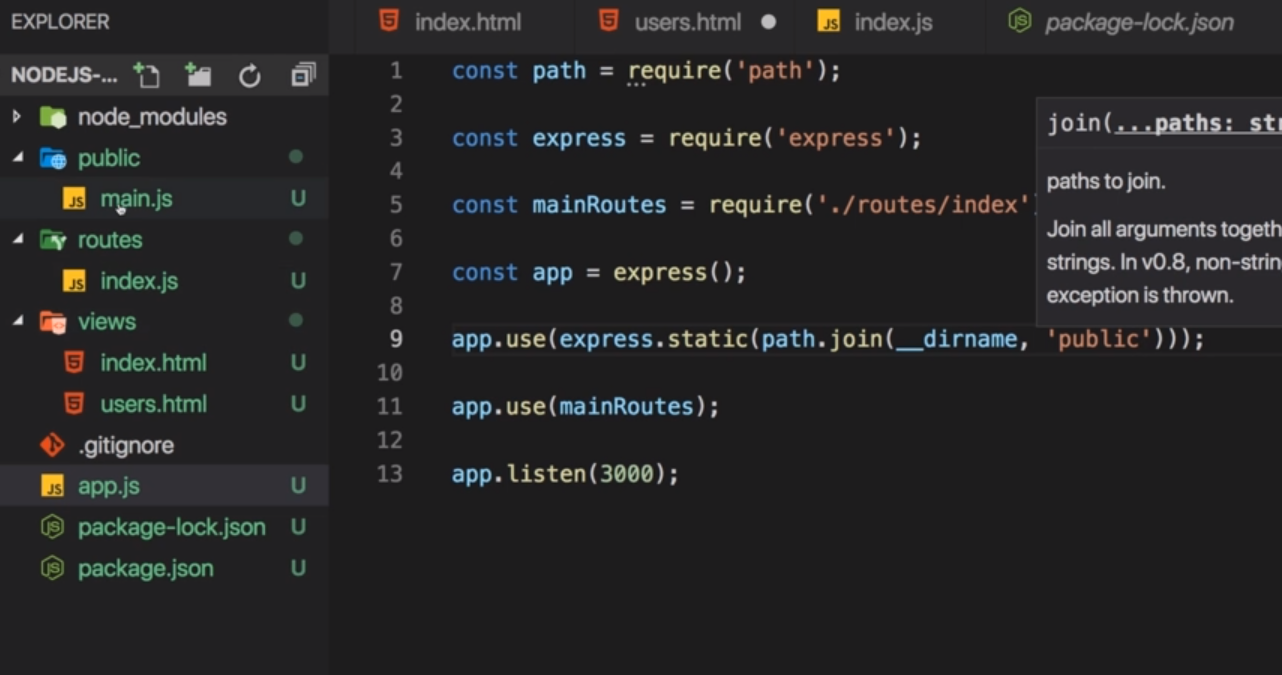 EXPLORER
index.html
users.html
index.js
package-lock.json
NODEJS-...
node_modules
public
main.js U
routes
index.js U
views
index.html U
users.html U
.gitignore
app.js U
package-lock.json U
package.json U
1 const path = require('path');
2
3 const express = require('express');
4
5 const mainRoutes = require('./routes/index')
6
7 const app = express();
8
9 app.use(express.static(path.join(__dirname, 'public')));
10
11 app.use(mainRoutes);
12
13 app.listen(3000);
join(...paths: str
paths to join.
Join all arguments togeth
strings. In v0.8, non-strin
exception is thrown.